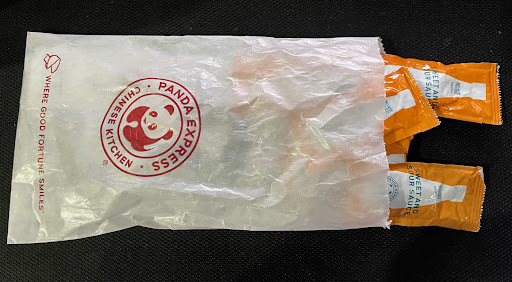 WHERE GOOD FORTUNE SMILES
PANDA EXPRESS
CHINESE KITCHEN
®
SWEET AND
SOUR SAUCE
SWEET AND
SOUR SAUCE